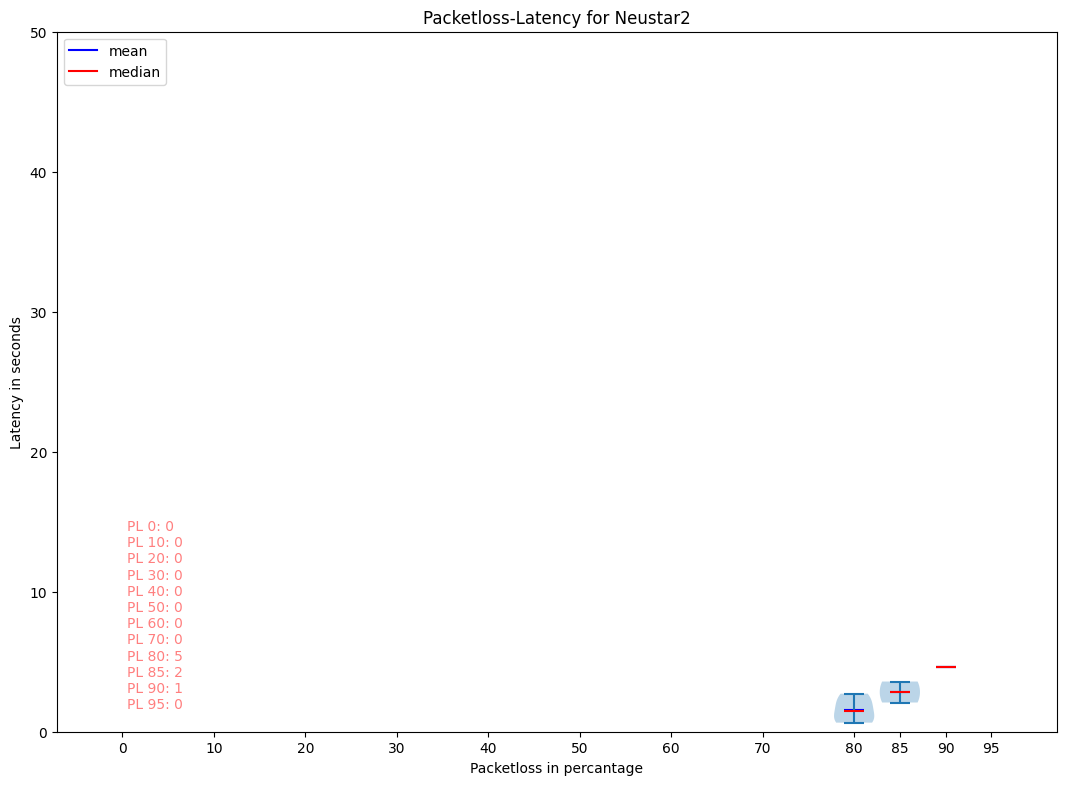 Packetloss-Latency for Neustar2
50
40
30
20
10
0
Latency in seconds
mean
median
PL 0: 0
PL 10: 0
PL 20: 0
PL 30: 0
PL 40: 0
PL 50: 0
PL 60: 0
PL 70: 0
PL 80: 5
PL 85: 2
PL 90: 1
PL 95: 0
0 10 20 30 40 50 60 70 80 85 90 95
Packetloss in percantage